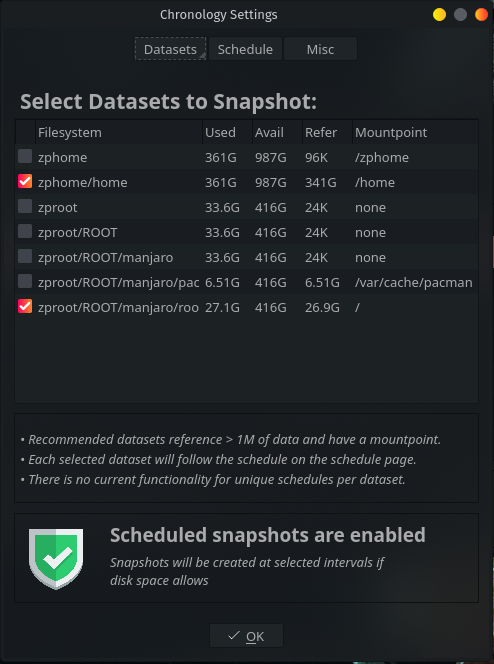 Chronology Settings
Datasets Schedule Misc
Select Datasets to Snapshot:
Filesystem Used Avail Refer Mountpoint
zphome 361G 987G 96K /zphome
zphome/home 361G 987G 341G /home
zproot 33.6G 416G 24K none
zproot/ROOT 33.6G 416G 24K none
zproot/ROOT/manjaro 33.6G 416G 24K none
zproot/ROOT/manjaro/pac 6.51G 416G 6.51G /var/cache/pacman
zproot/ROOT/manjaro/roo 27.1G 416G 26.9G /
• Recommended datasets reference > 1M of data and have a mountpoint.
• Each selected dataset will follow the schedule on the schedule page.
• There is no current functionality for unique schedules per dataset.
Scheduled snapshots are enabled
Snapshots will be created at selected intervals if
disk space allows
OK